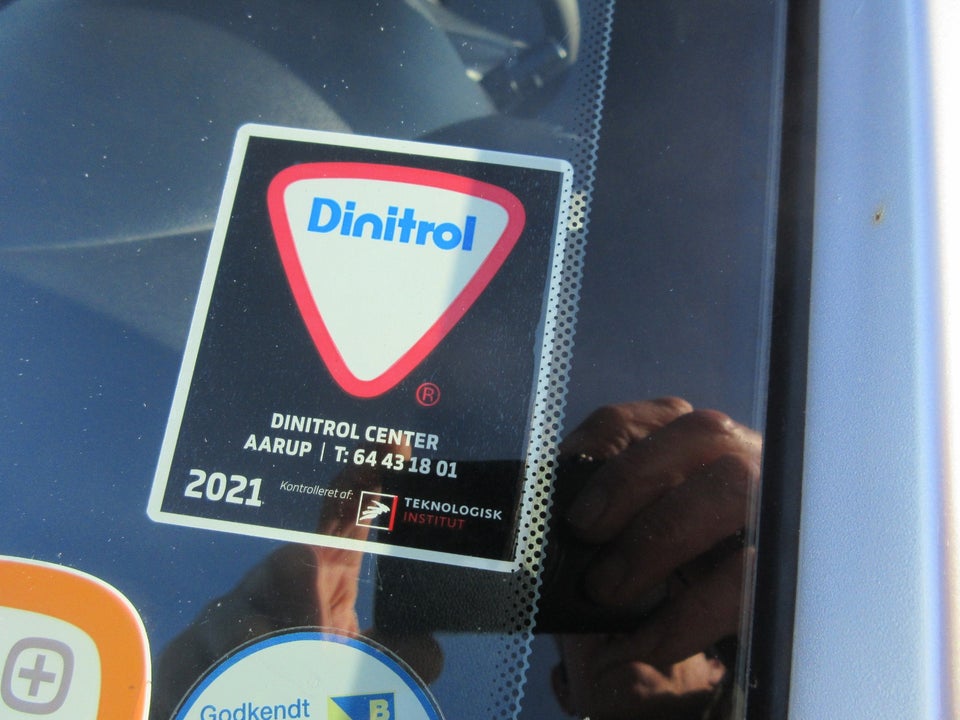 Dinitrol
®
DINITROL CENTER
AARUP | T: 64 43 18 01
2021
Kontrolleret af:
TEKNOLOGISK
INSTITUT
Godkendt
B